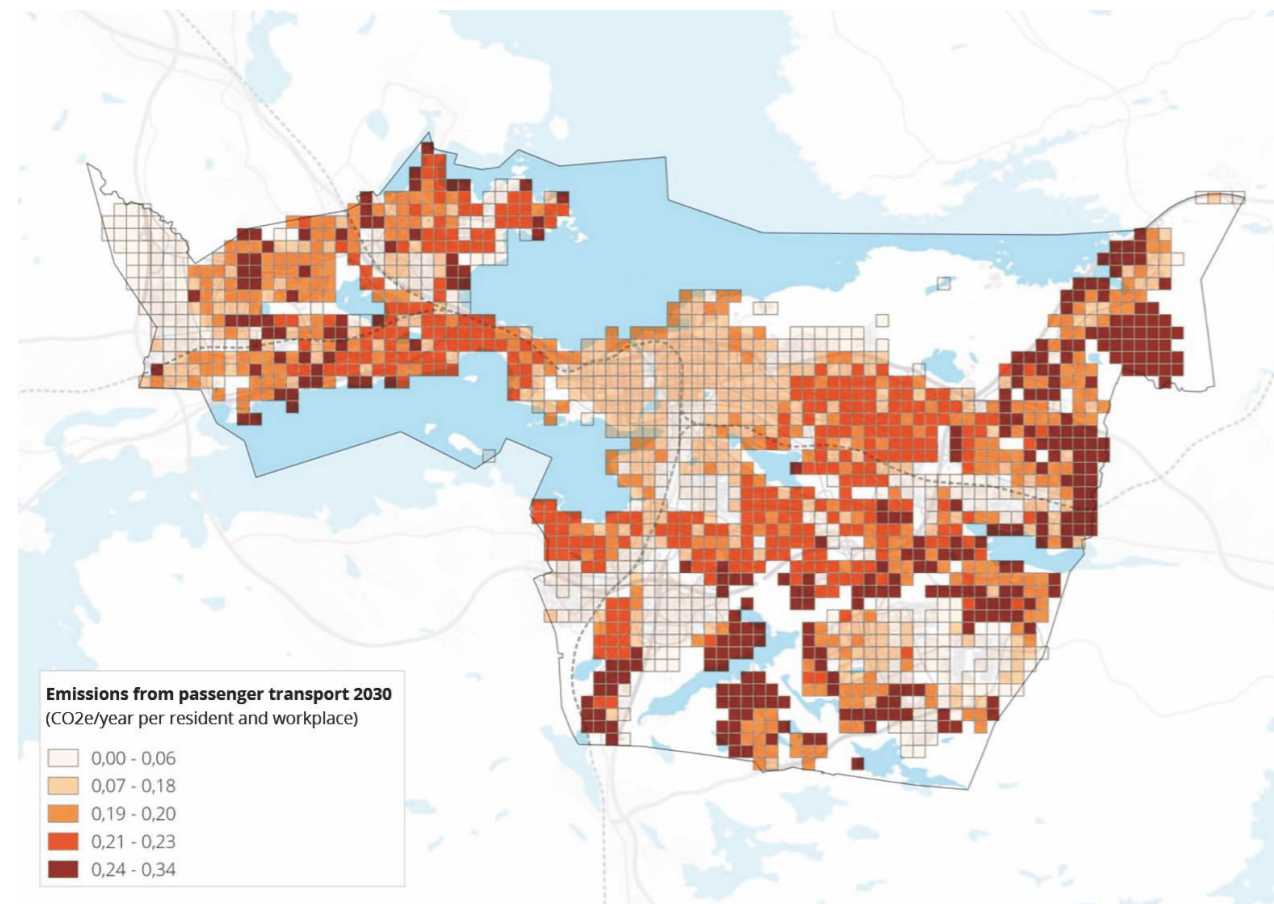 Emissions from passenger transport 2030
(CO2e/year per resident and workplace)
0,00 - 0,06
0,07 - 0,18
0,19 - 0,20
0,21 - 0,23
0,24 - 0,34